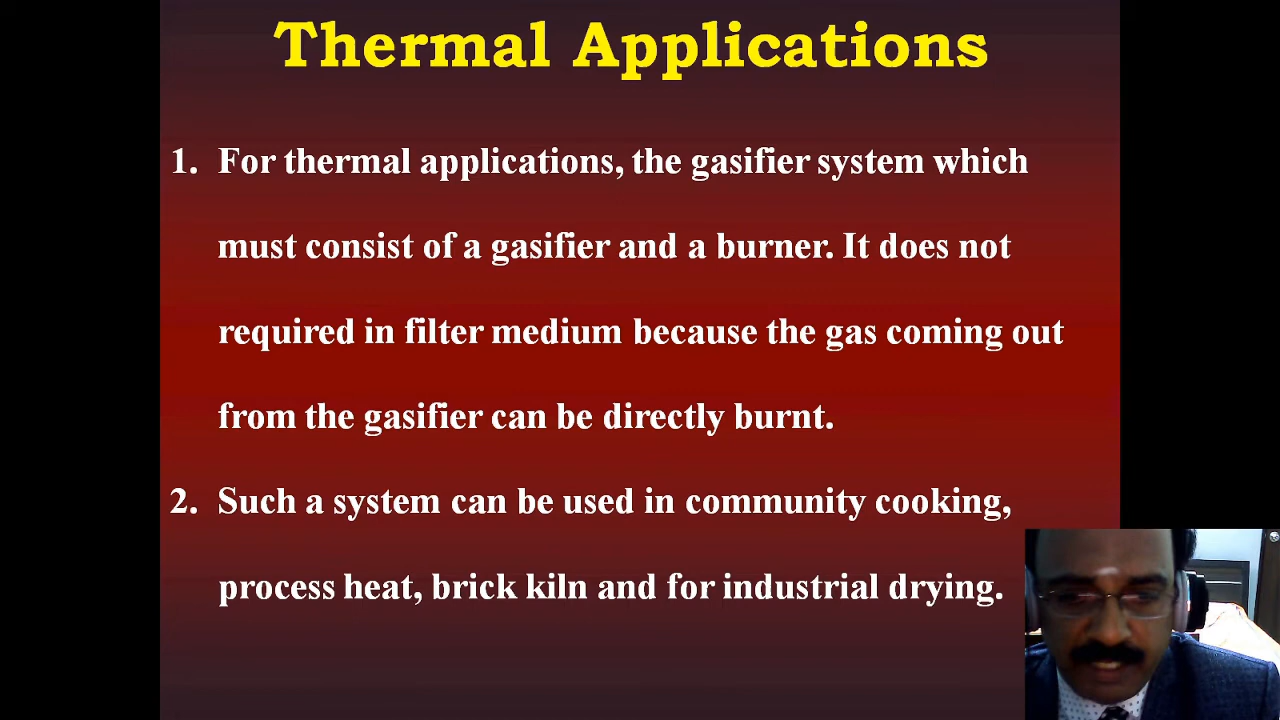 Thermal Applications
1. For thermal applications, the gasifier system which
must consist of a gasifier and a burner. It does not
required in filter medium because the gas coming out
from the gasifier can be directly burnt.
2. Such a system can be used in community cooking,
process heat, brick kiln and for industrial drying.